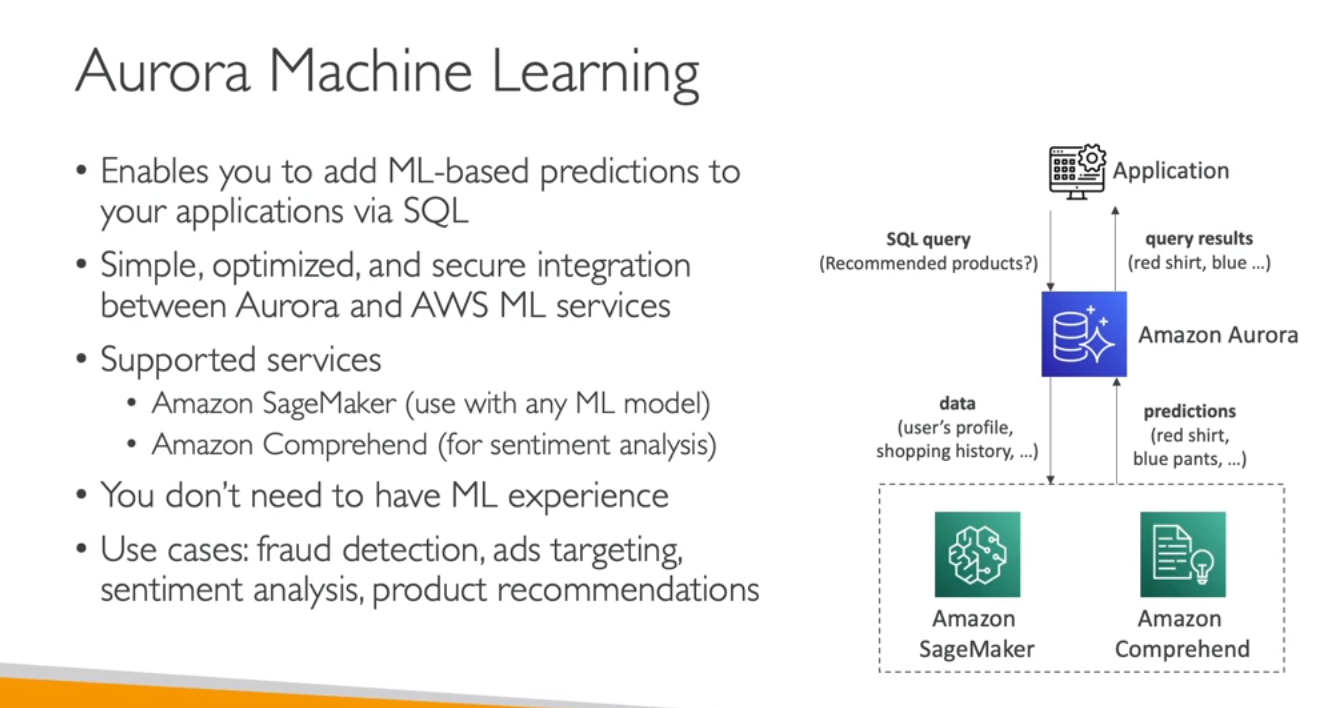 Aurora Machine Learning
• Enables you to add ML-based predictions to
your applications via SQL
• Simple, optimized, and secure integration
between Aurora and AWS ML services
• Supported services
• Amazon SageMaker (use with any ML model)
• Amazon Comprehend (for sentiment analysis)
• You don't need to have ML experience
• Use cases: fraud detection, ads targeting,
sentiment analysis, product recommendations
Application
SQL query
(Recommended products?)
query results
(red shirt, blue ...)
Amazon Aurora
data
(user's profile,
shopping history, ...)
predictions
(red shirt,
blue pants, ...)
Amazon
SageMaker
Amazon
Comprehend